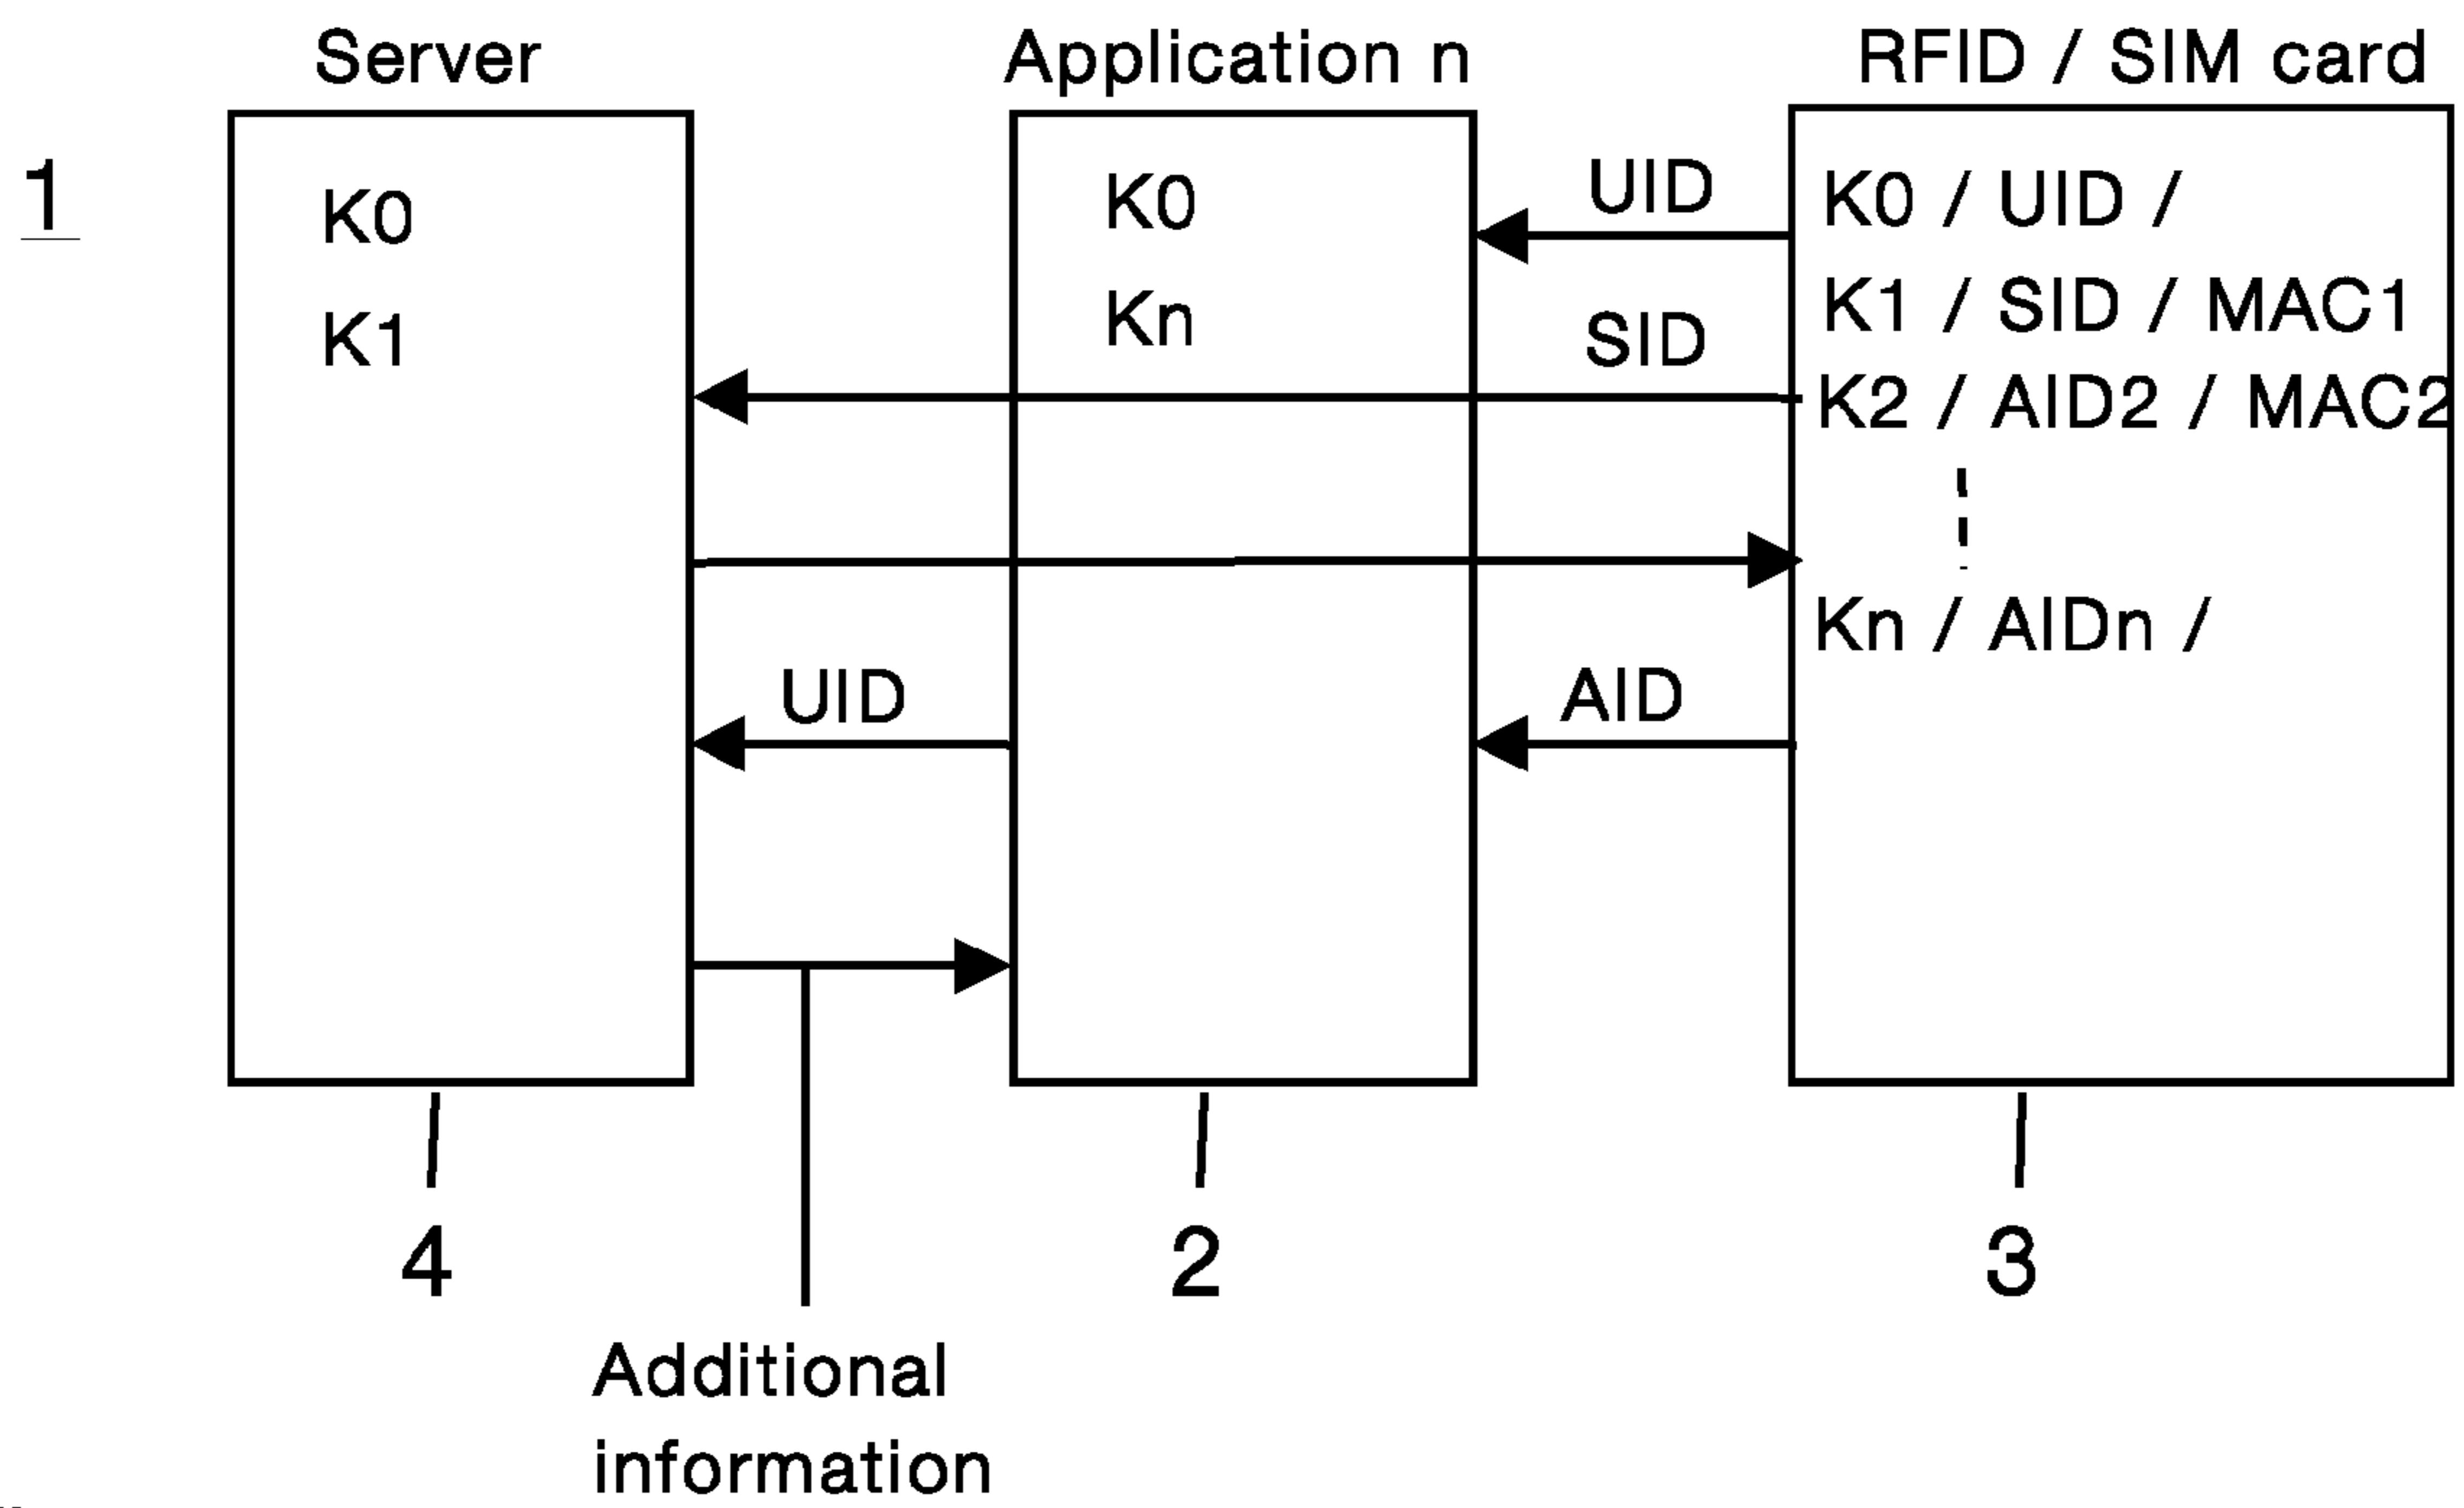 Server
Application n
RFID / SIM card
1
K0
K1
K0
Kn
UID
SID
K0 / UID /
K1 / SID / MAC1
K2 / AID2 / MAC2
Kn / AIDn /
UID
AID
4
2
3
Additional
information